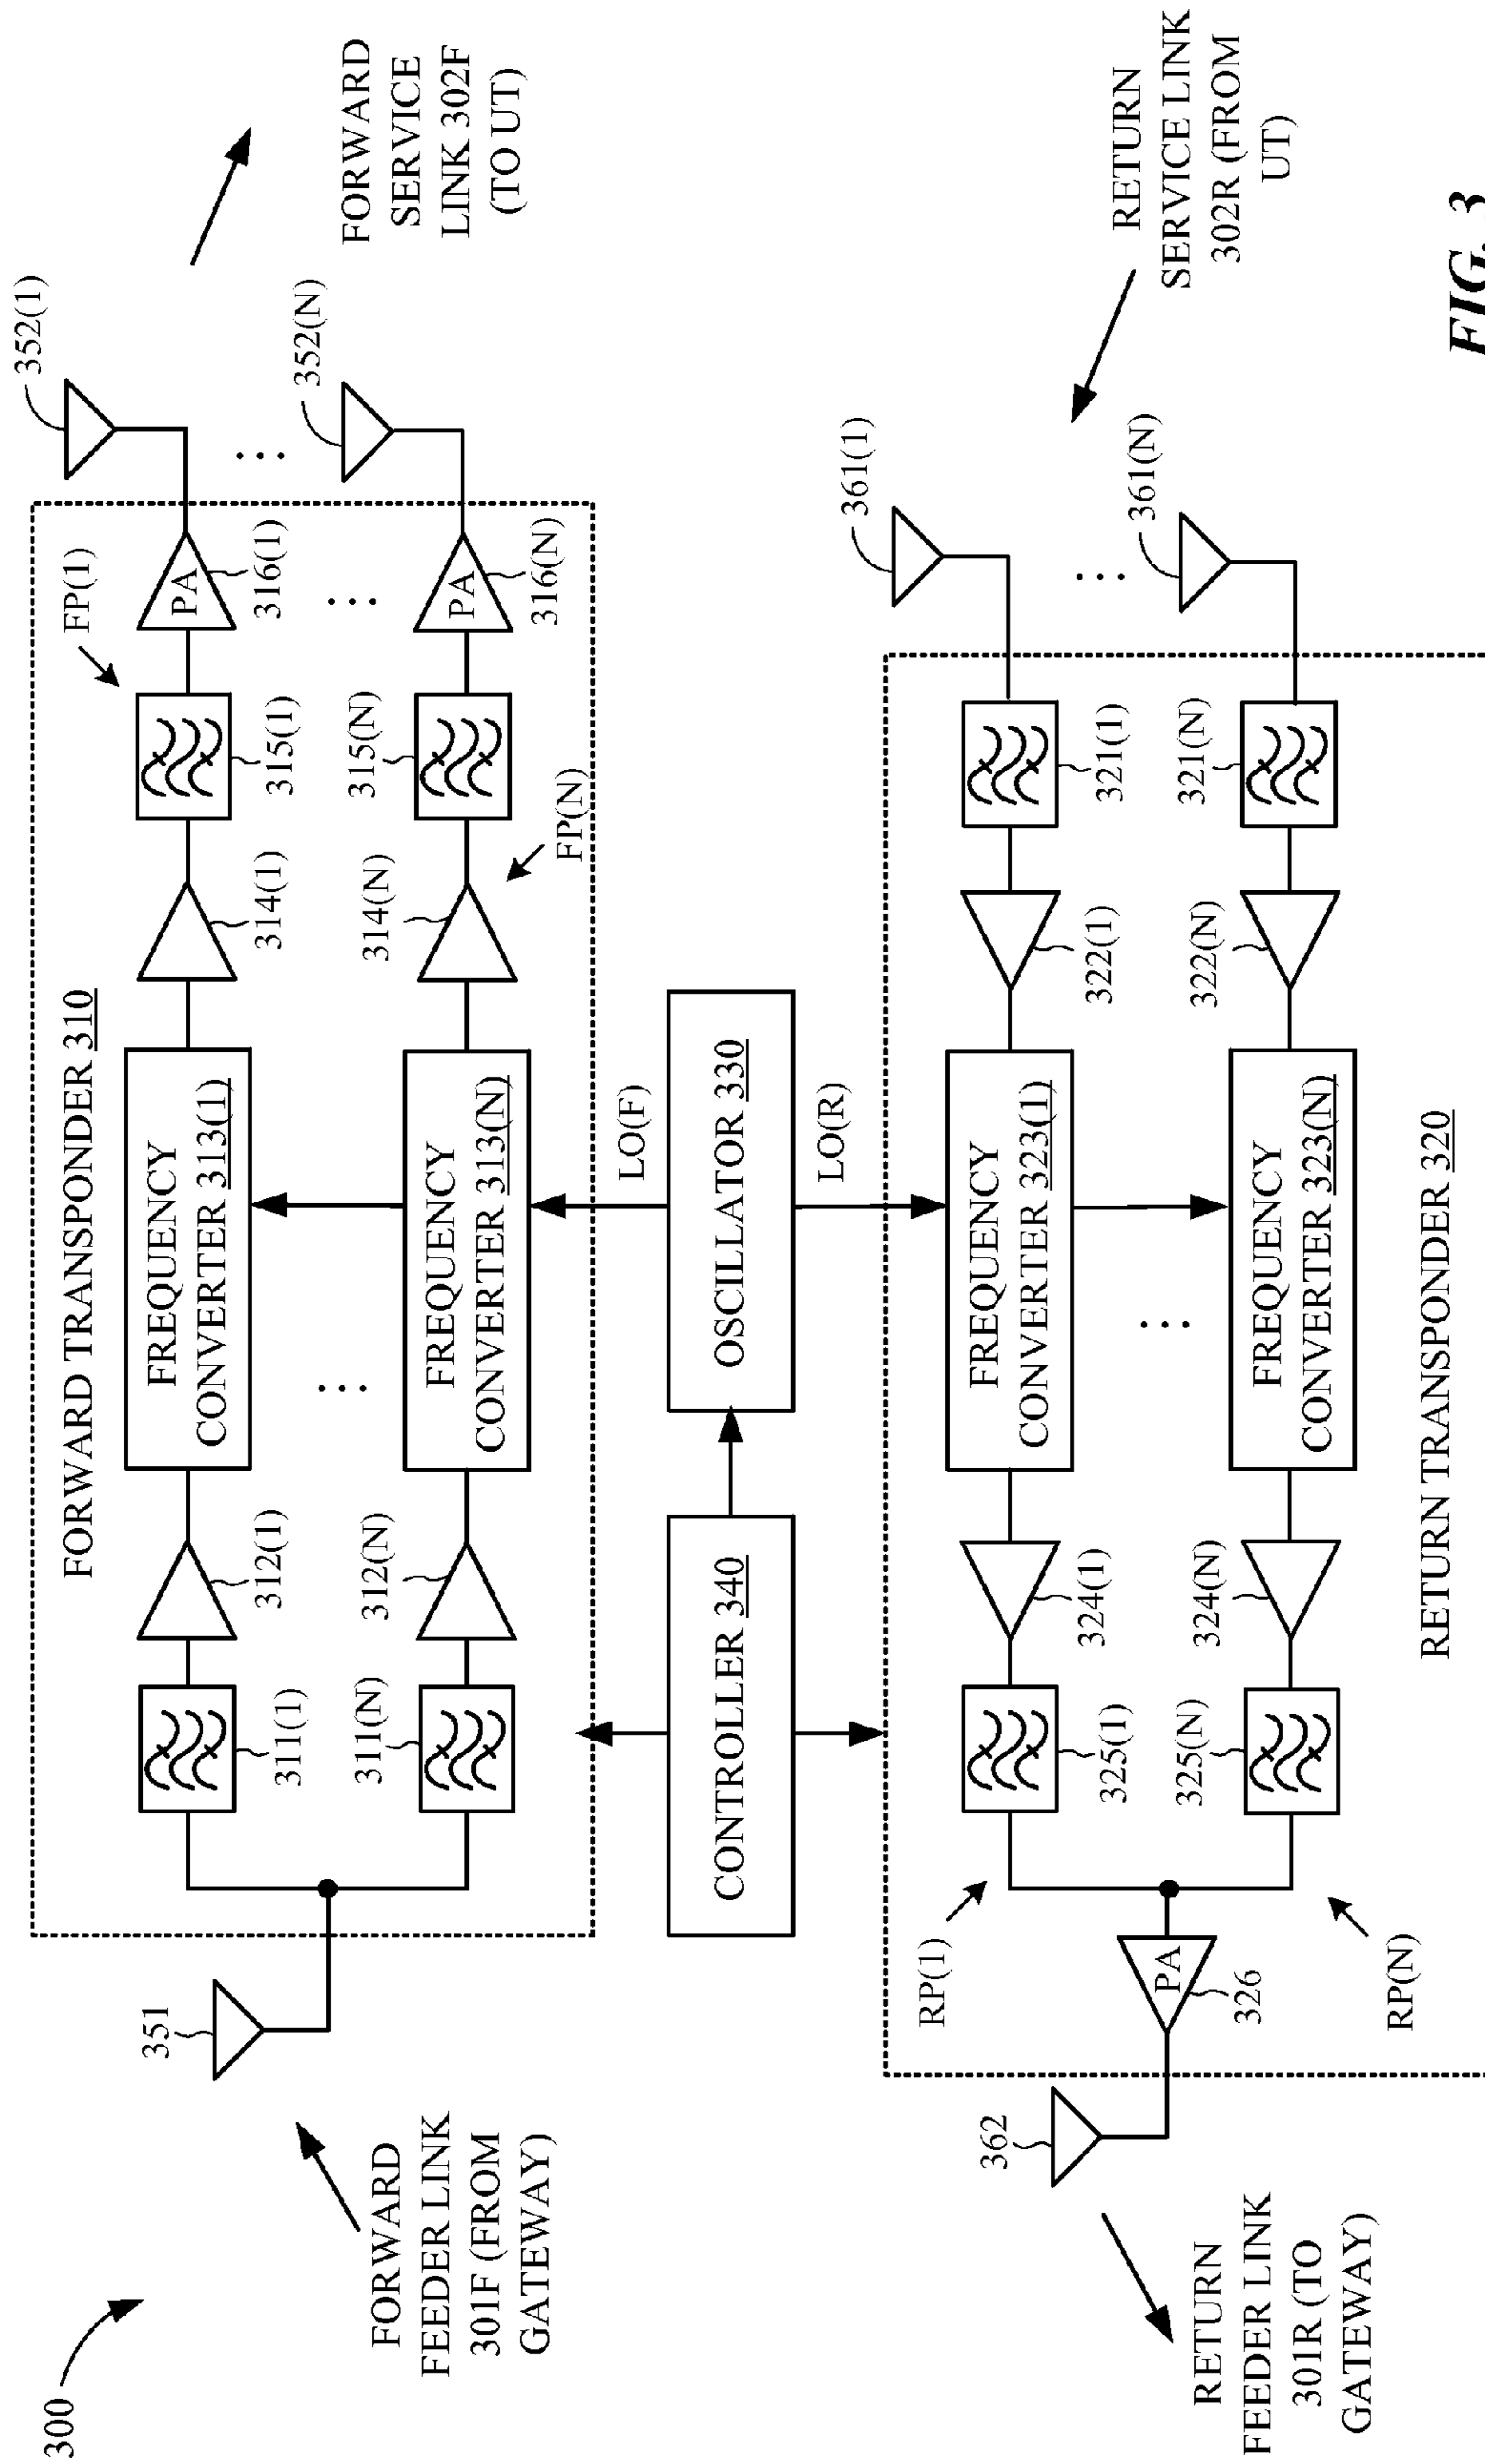 300
FORWARD
FEEDER LINK
301F (FROM
GATEWAY)
351
FORWARD TRANSPONDER 310
311(1)
312(1)
FREQUENCY
CONVERTER 313(1)
314(1)
315(1)
FP(1)
PA
316(1)
352(1)
...
311(N)
312(N)
...
FREQUENCY
CONVERTER 313(N)
314(N)
315(N)
FP(N)
...
PA
316(N)
352(N)
FORWARD
SERVICE
LINK 302F
(TO UT)
LO(F)
CONTROLLER 340
OSCILLATOR 330
LO(R)
RETURN
FEEDER LINK
301R (TO
GATEWAY)
362
PA
326
RP(1)
325(1)
324(1)
FREQUENCY
CONVERTER 323(1)
322(1)
321(1)
361(1)
...
RP(N)
325(N)
324(N)
...
FREQUENCY
CONVERTER 323(N)
322(N)
321(N)
361(N)
RETURN
SERVICE LINK
302R (FROM
UT)
RETURN TRANSPONDER 320
FIG. 3